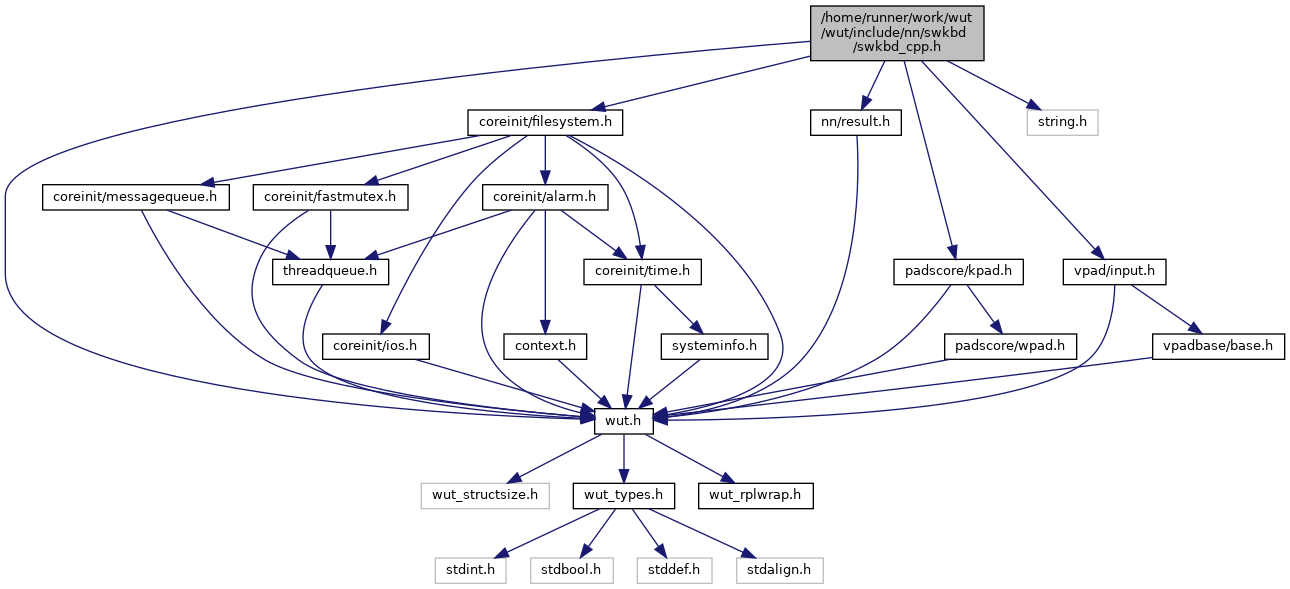 /home/runner/work/wut
/wut/include/nn/swkbd
/swkbd_cpp.h
coreinit/filesystem.h
nn/result.h
string.h
coreinit/messagequeue.h
coreinit/fastmutex.h
coreinit/alarm.h
threadqueue.h
coreinit/time.h
padscore/kpad.h
vpad/input.h
coreinit/ios.h
context.h
systeminfo.h
padscore/wpad.h
vpadbase/base.h
wut.h
wut_structsize.h
wut_types.h
wut_rplwrap.h
stdint.h
stdbool.h
stddef.h
stdalign.h